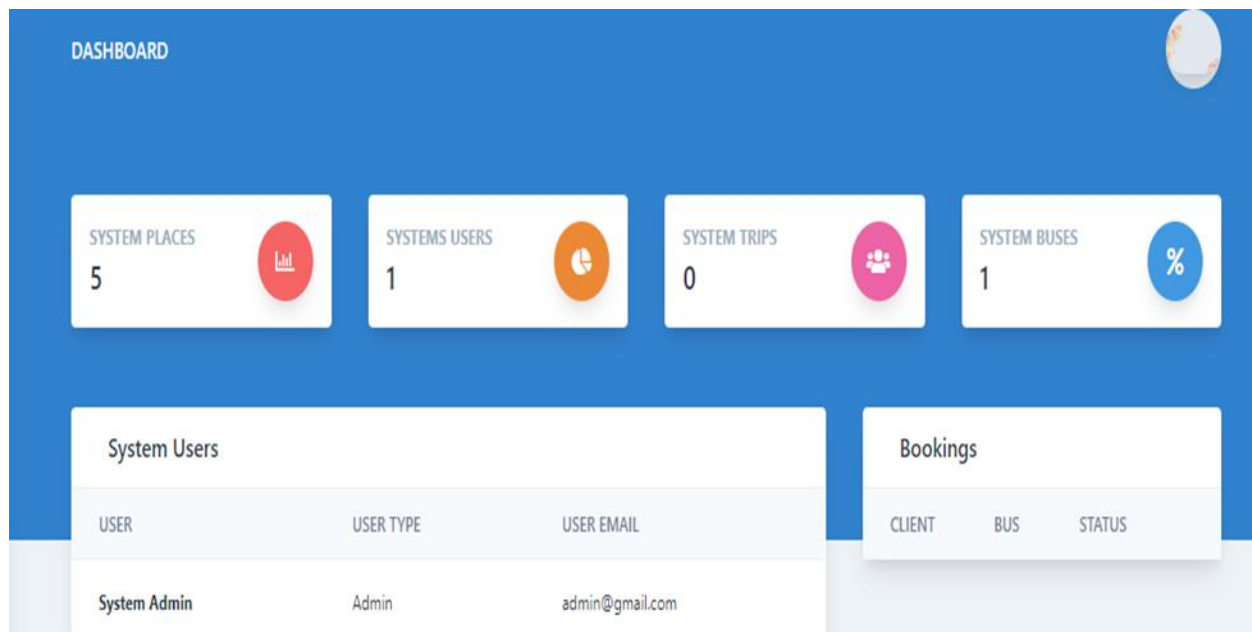 DASHBOARD
SYSTEM PLACES
5
SYSTEMS USERS
1
SYSTEM TRIPS
0
SYSTEM BUSES
1
%
System Users
USER USER TYPE USER EMAIL
System Admin Admin admin@gmail.com
Bookings
CLIENT BUS STATUS